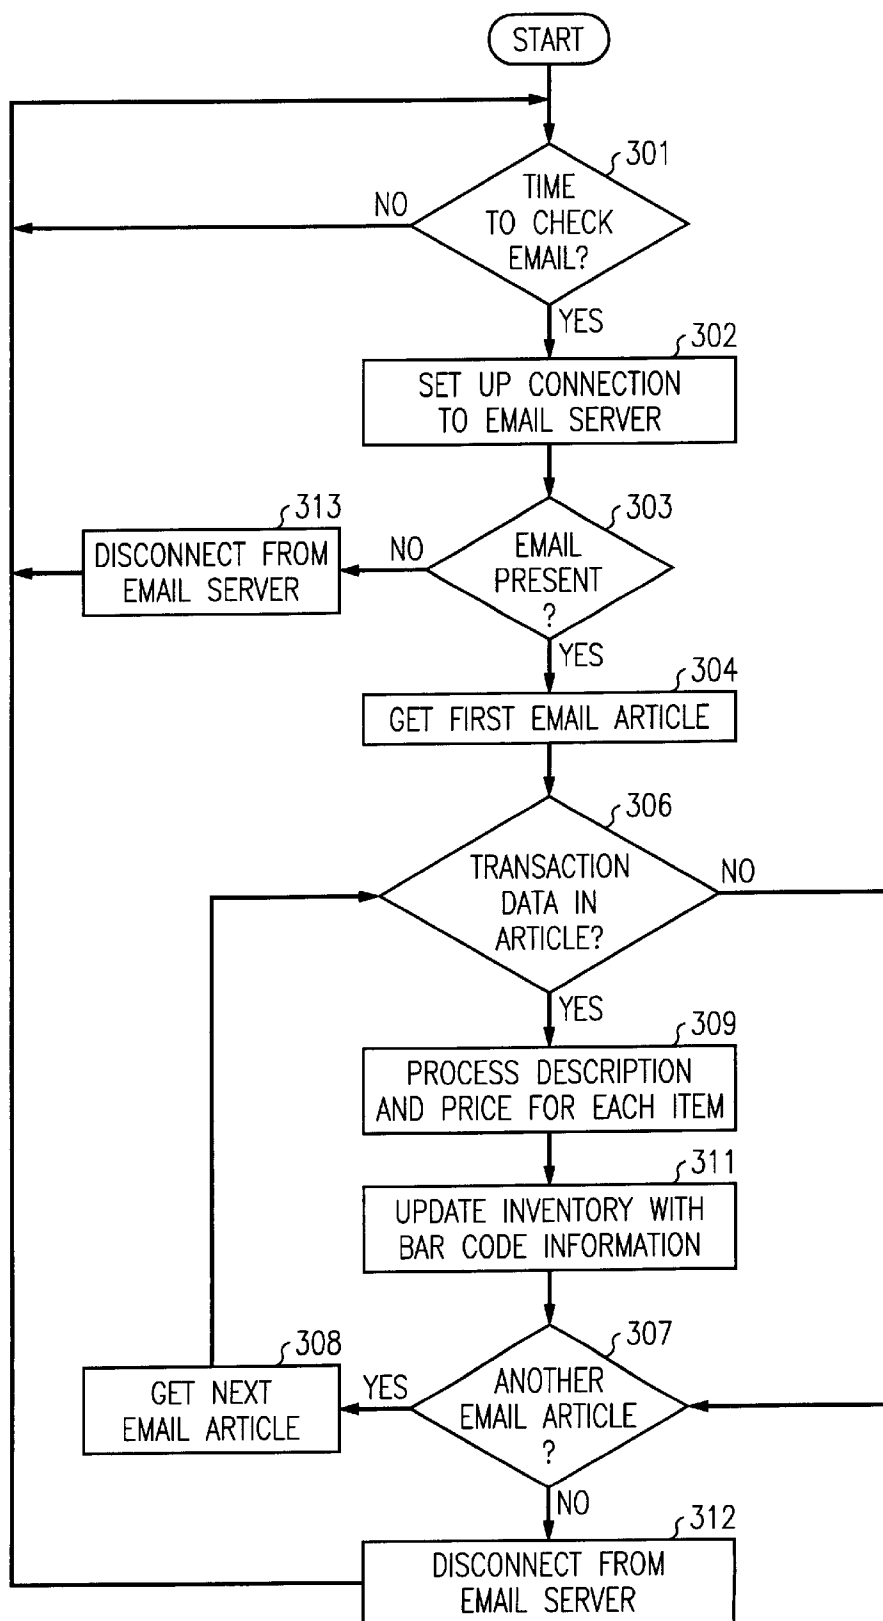 START
301
TIME
TO CHECK
EMAIL?
NO
YES
302
SET UP CONNECTION
TO EMAIL SERVER
303
EMAIL
PRESENT
?
NO
313
DISCONNECT FROM
EMAIL SERVER
YES
304
GET FIRST EMAIL ARTICLE
306
TRANSACTION
DATA IN
ARTICLE?
NO
YES
309
PROCESS DESCRIPTION
AND PRICE FOR EACH ITEM
311
UPDATE INVENTORY WITH
BAR CODE INFORMATION
307
ANOTHER
EMAIL ARTICLE
?
YES
308
GET NEXT
EMAIL ARTICLE
NO
312
DISCONNECT FROM
EMAIL SERVER